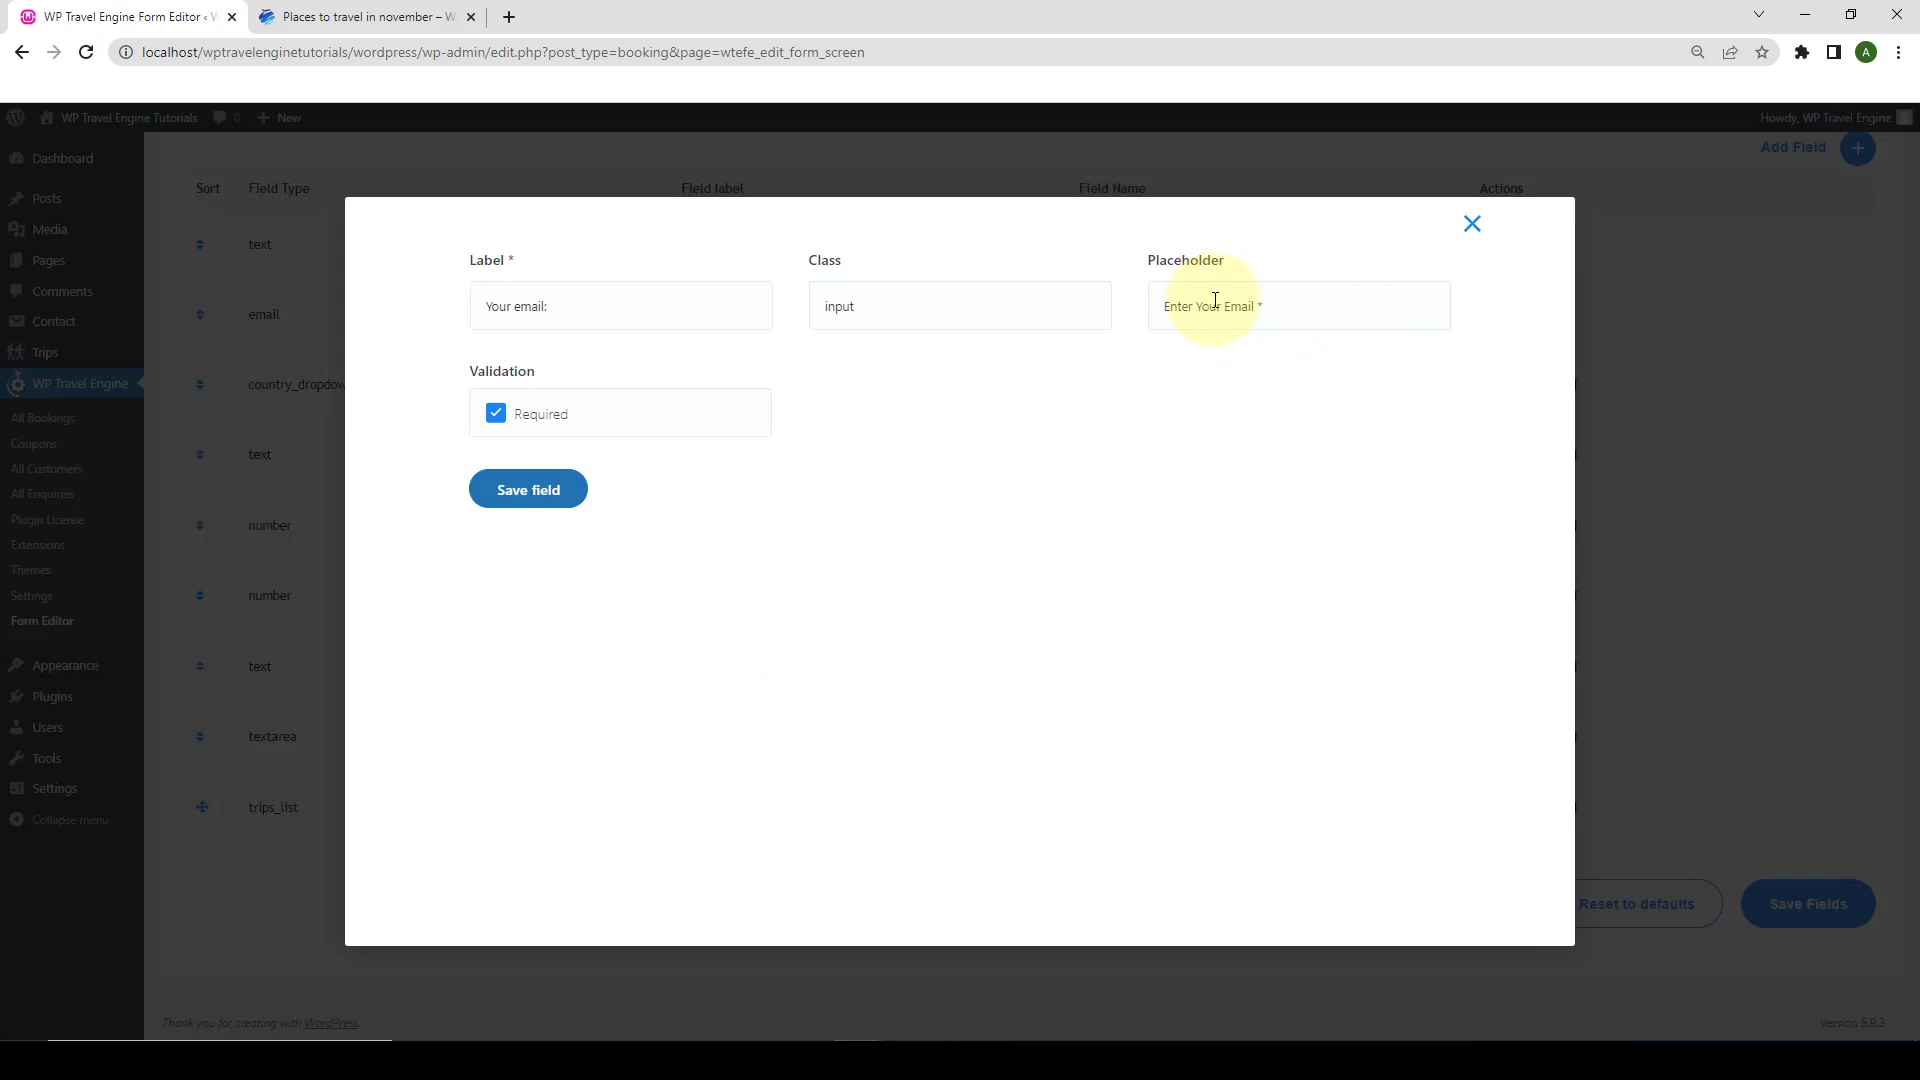 WP Travel Engine Form Editor ‹ W
Places to travel in november – W
localhost/wptravelenginetutorials/wordpress/wp-admin/edit.php?post_type=booking&page=wtefe_edit_form_screen
A
WP Travel Engine Tutorials
0
New
Howdy, WP Travel Engine
Dashboard
Posts
Media
Pages
Comments
Contact
Trips
WP Travel Engine
All Bookings
Coupons
All Customers
All Enquiries
Plugin License
Extensions
Themes
Settings
Form Editor
Appearance
Plugins
Users
Tools
Settings
Collapse menu
Add Field
Sort
Field Type
Field label
Field Name
Actions
text
email
country_dropdow
text
number
number
text
textarea
trips_list
Label *
Class
Placeholder
Your email:
input
Enter Your Email *
Validation
Required
Save field
Reset to defaults
Save Fields
Thank you for creating with WordPress.
Version 5.9.3